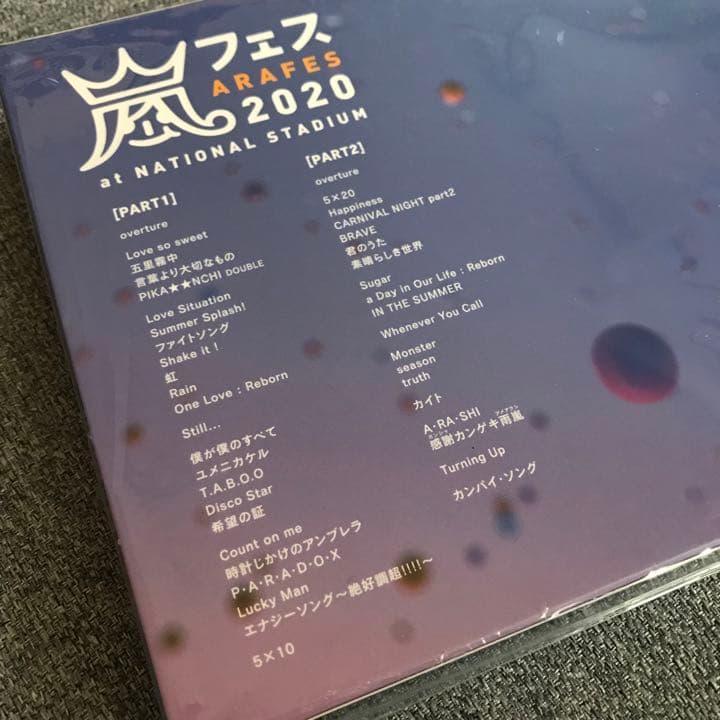 嵐フェス
ARAFES
2020
at NATIONAL STADIUM
[PART1]
overture
Love so sweet
五里霧中
言葉より大切なもの
PIKA★★NCHI DOUBLE
Love Situation
Summer Splash!
ファイトソング
Shake it!
虹
Rain
One Love : Reborn
Still...
僕が僕のすべて
ユメニカケル
T.A.B.O.O
Disco Star
希望の証
Count on me
時計じかけのアンブレラ
P・A・R・A・D・O・X
Lucky Man
エナジーソング～絶好調超!!!!～
5×10
[PART2]
overture
5×20
Happiness
CARNIVAL NIGHT part2
BRAVE
君のうた
素晴らしき世界
Sugar
a Day in Our Life : Reborn
IN THE SUMMER
Whenever You Call
Monster
season
truth
カイト
A・RA・SHI
感謝カンゲキ雨嵐
Turning Up
カンパイ・ソング